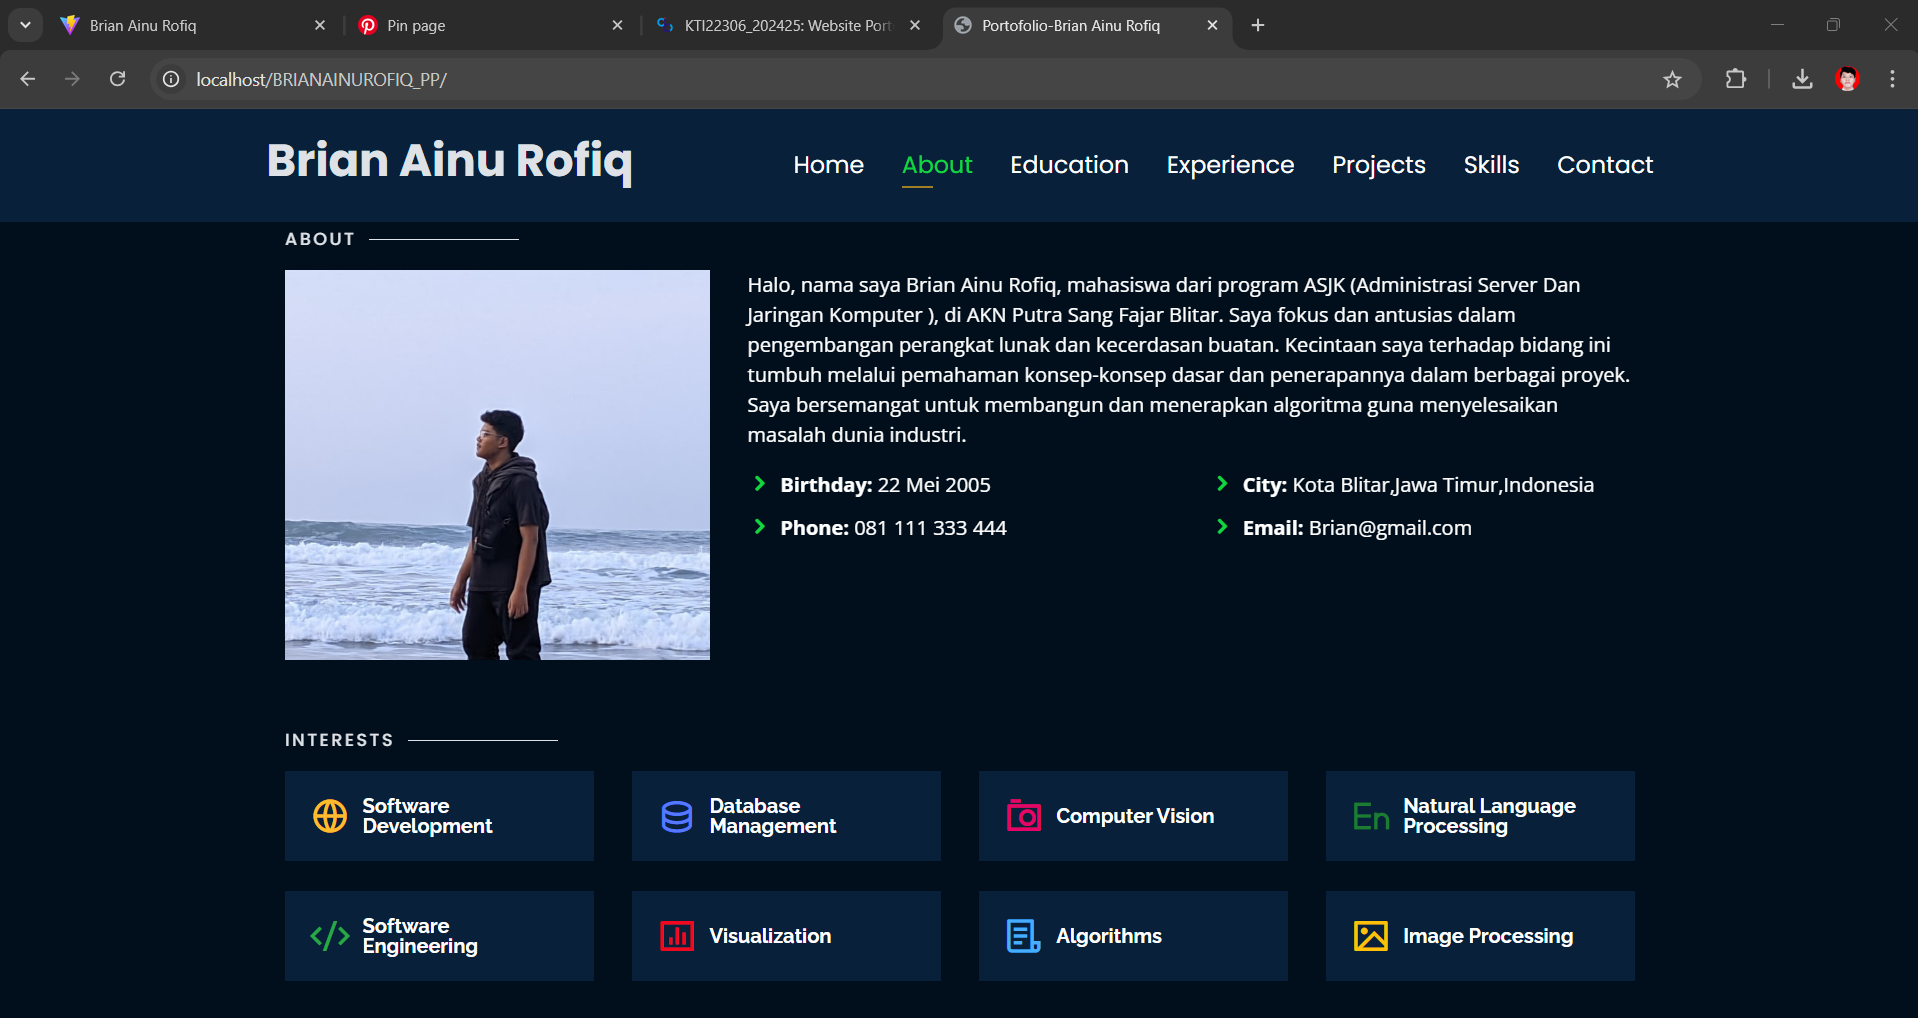 Brian Ainu Rofiq
Pin page
KTI22306_202425: Website Port
Portofolio-Brian Ainu Rofiq
localhost/BRIANAINUROFIQ_PP/
Brian Ainu Rofiq
Home About Education Experience Projects Skills Contact
ABOUT
Halo, nama saya Brian Ainu Rofiq, mahasiswa dari program ASJK (Administrasi Server Dan
Jaringan Komputer ), di AKN Putra Sang Fajar Blitar. Saya fokus dan antusias dalam
pengembangan perangkat lunak dan kecerdasan buatan. Kecintaan saya terhadap bidang ini
tumbuh melalui pemahaman konsep-konsep dasar dan penerapannya dalam berbagai proyek.
Saya bersemangat untuk membangun dan menerapkan algoritma guna menyelesaikan
masalah dunia industri.
Birthday: 22 Mei 2005
City: Kota Blitar,Jawa Timur,Indonesia
Phone: 081 111 333 444
Email: Brian@gmail.com
INTERESTS
Software
Development
Database
Management
Computer Vision
En
Natural Language
Processing
Software
Engineering
Visualization
Algorithms
Image Processing